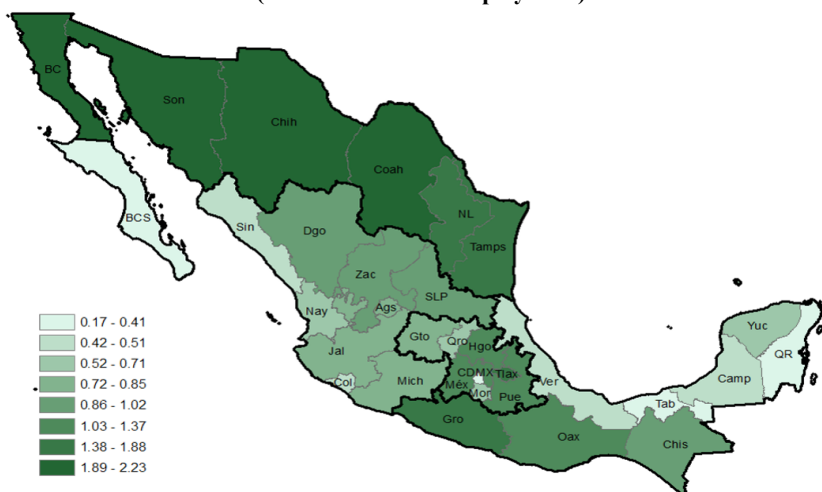 BC
Son
Chih
Coah
NL
Tamps
BCS
Sin
Dgo
Zac
SLP
Nay
Ags
Jal
Gto
Qro
Hgo
Col
Mich
CDMX
Tlax
Méx
Mor
Pue
Ver
Gro
Oax
Tab
Chis
Camp
Yuc
QR
0.17 - 0.41
0.42 - 0.51
0.52 - 0.71
0.72 - 0.85
0.86 - 1.02
1.03 - 1.37
1.38 - 1.88
1.89 - 2.23